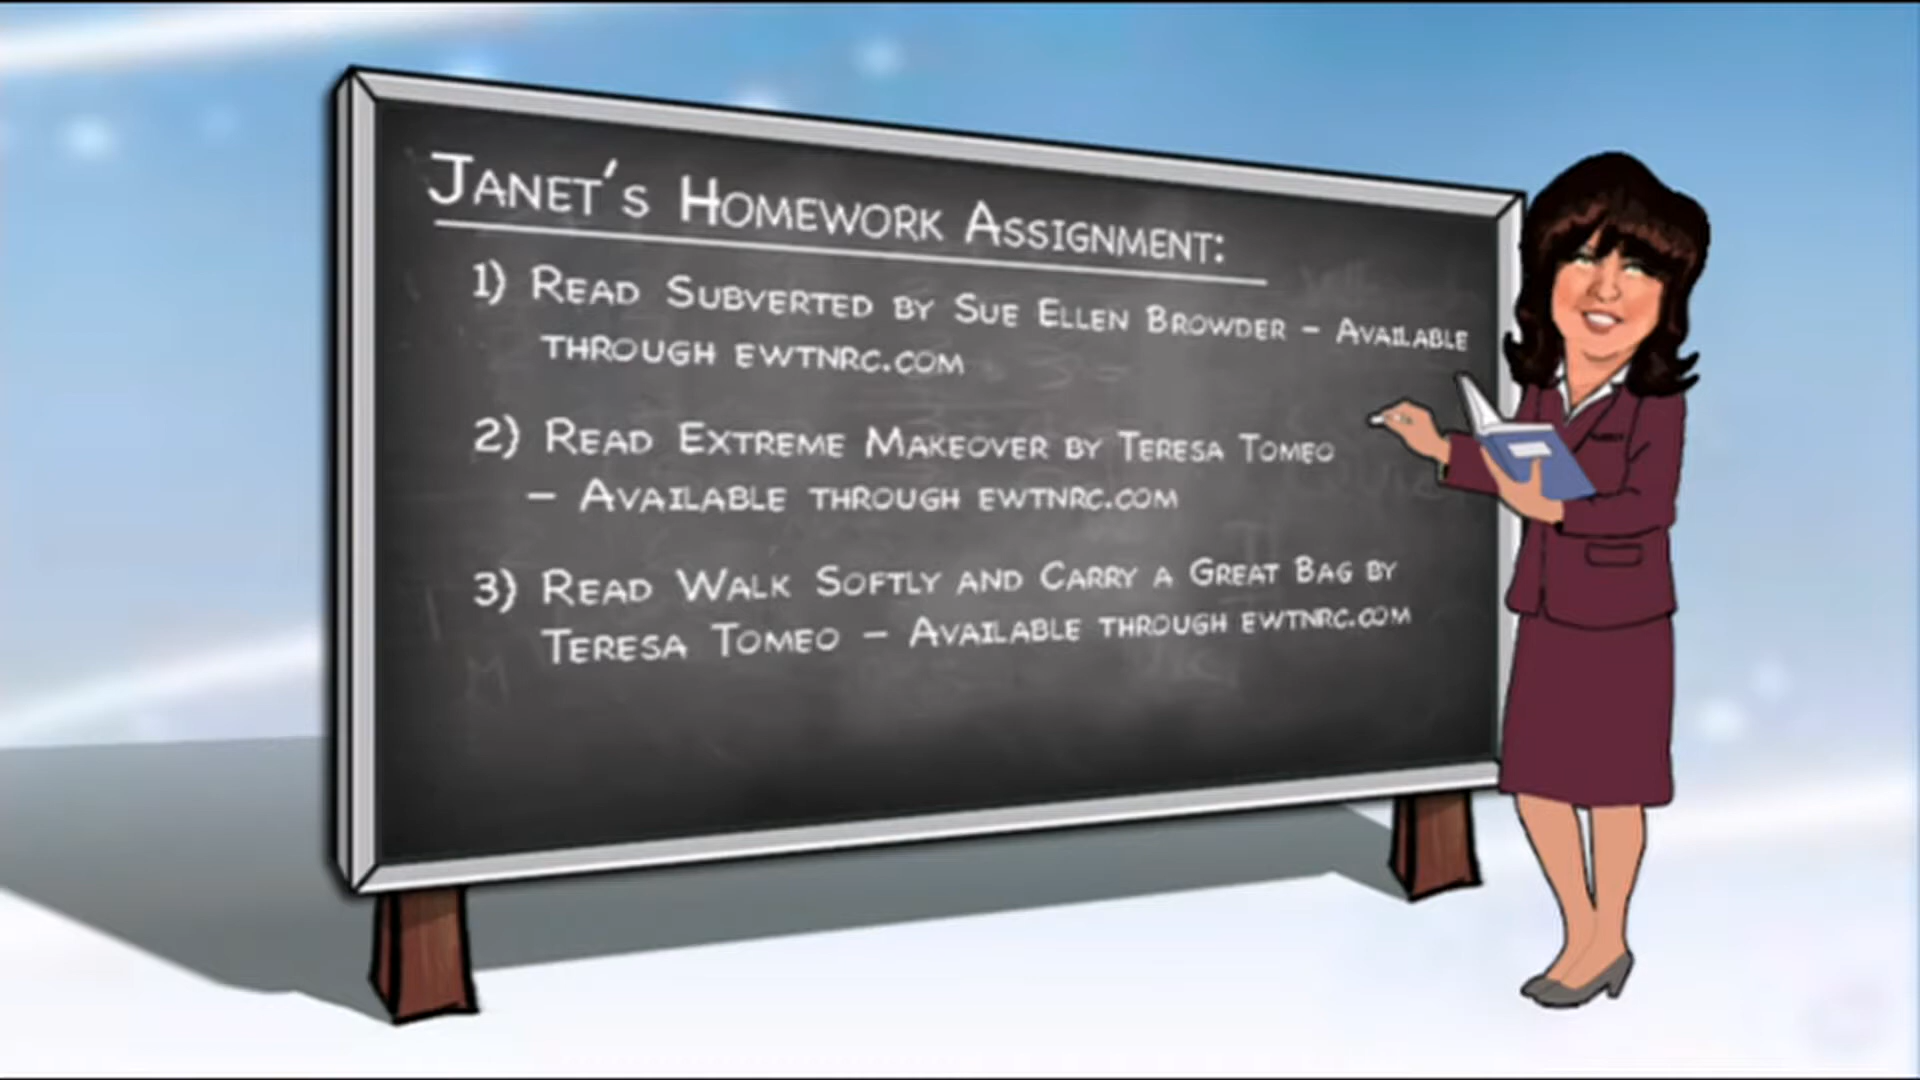 Janet's Homework Assignment:
1) Read Subverted by Sue Ellen Browder – Available
through ewtnrc.com
2) Read Extreme Makeover by Teresa Tomeo
– Available through ewtnrc.com
3) Read Walk Softly and Carry a Great Bag by
Teresa Tomeo – Available through ewtnrc.com